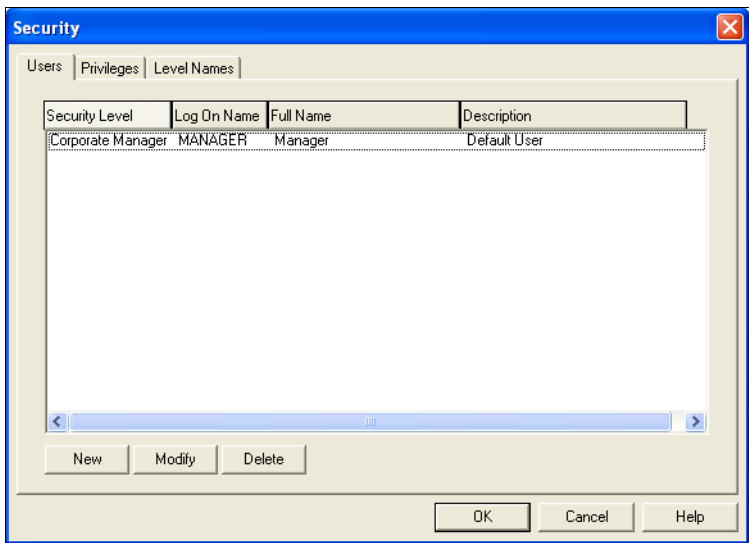 Security
Users Privileges Level Names
Security Level Log On Name Full Name Description
Corporate Manager MANAGER Manager Default User
New Modify Delete
OK Cancel Help